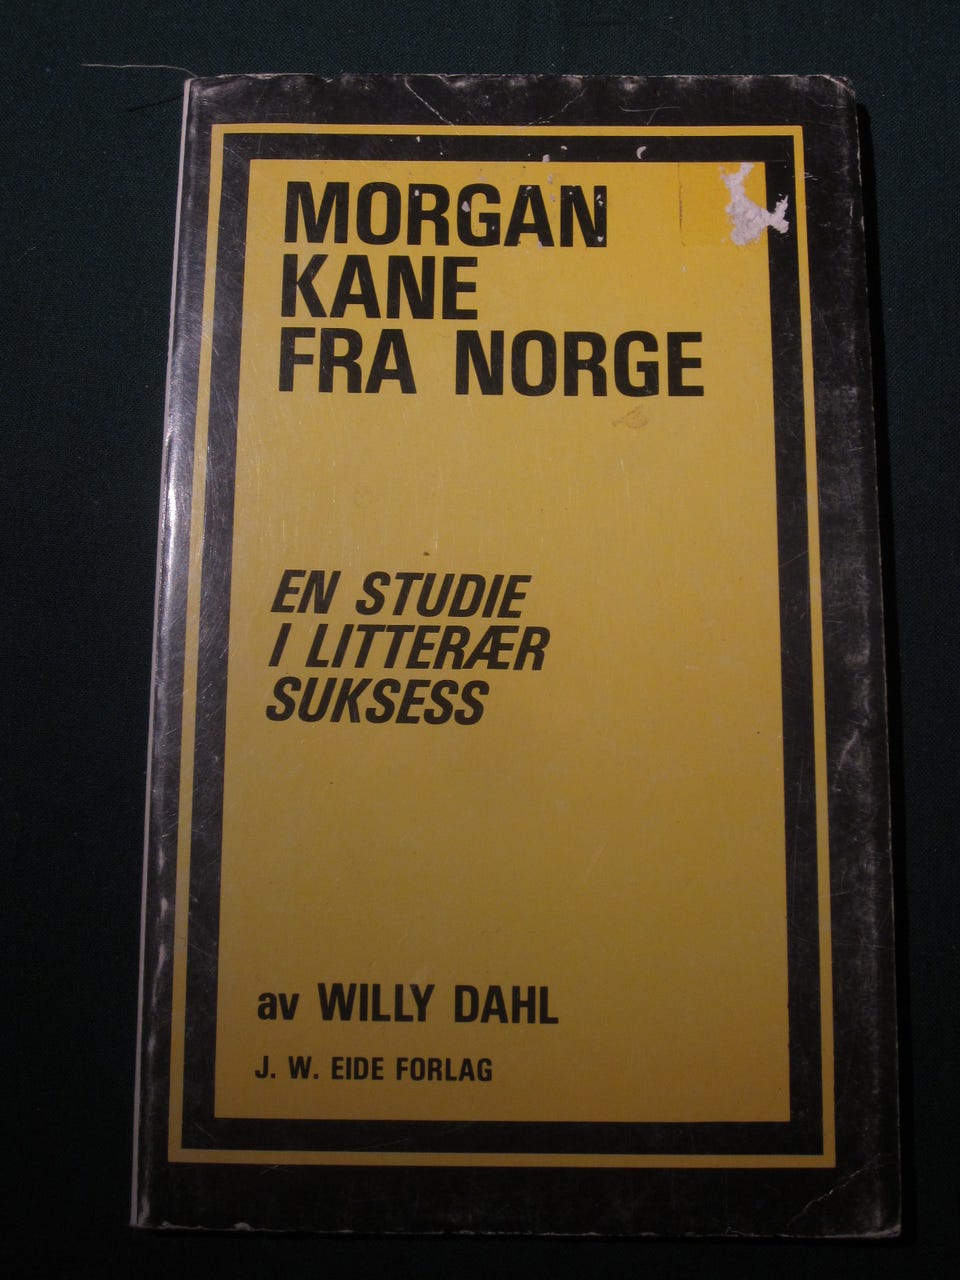 MORGAN
KANE
FRA NORGE
EN STUDIE
I LITTERÆR
SUKSESS
av WILLY DAHL
J. W. EIDE FORLAG